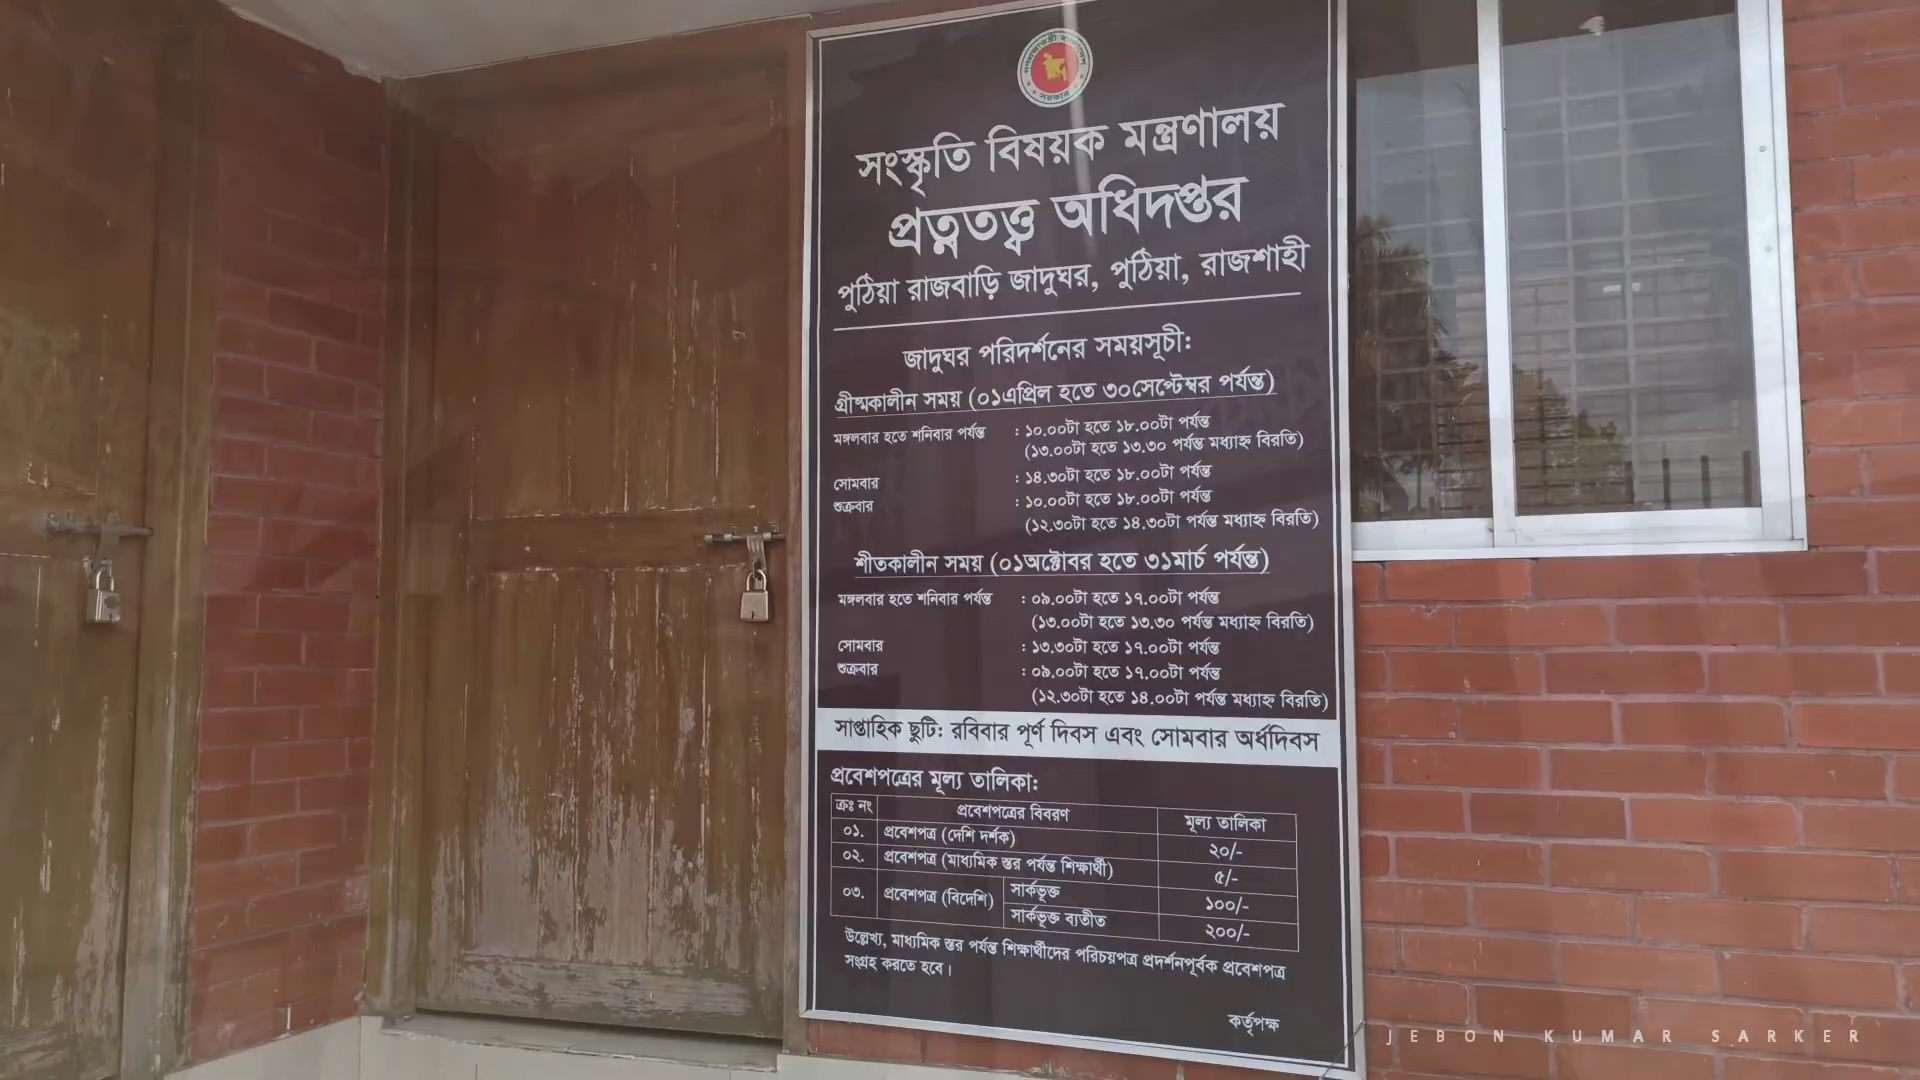 গণপ্রজাতন্ত্রী বাংলাদেশ
সরকার
সংস্কৃতি বিষয়ক মন্ত্রণালয়
প্রত্নতত্ত্ব অধিদপ্তর
পুঠিয়া রাজবাড়ি জাদুঘর, পুঠিয়া, রাজশাহী
জাদুঘর পরিদর্শনের সময়সূচী:
গ্রীষ্মকালীন সময় (০১এপ্রিল হতে ৩০সেপ্টেম্বর পর্যন্ত)
মঙ্গলবার হতে শনিবার পর্যন্ত : ১০.০০টা হতে ১৮.০০টা পর্যন্ত
(১৩.০০টা হতে ১৩.৩০ পর্যন্ত মধ্যাহ্ন বিরতি)
সোমবার : ১৪.৩০টা হতে ১৮.০০টা পর্যন্ত
শুক্রবার : ১০.০০টা হতে ১৮.০০টা পর্যন্ত
(১২.৩০টা হতে ১৪.৩০টা পর্যন্ত মধ্যাহ্ন বিরতি)
শীতকালীন সময় (০১অক্টোবর হতে ৩১মার্চ পর্যন্ত)
মঙ্গলবার হতে শনিবার পর্যন্ত : ০৯.০০টা হতে ১৭.০০টা পর্যন্ত
(১৩.০০টা হতে ১৩.৩০ পর্যন্ত মধ্যাহ্ন বিরতি)
সোমবার : ১৩.৩০টা হতে ১৭.০০টা পর্যন্ত
শুক্রবার : ০৯.০০টা হতে ১৭.০০টা পর্যন্ত
(১২.৩০টা হতে ১৪.০০টা পর্যন্ত মধ্যাহ্ন বিরতি)
সাপ্তাহিক ছুটি: রবিবার পূর্ণ দিবস এবং সোমবার অর্ধদিবস
প্রবেশপত্রের মূল্য তালিকা:
ক্রঃ নং প্রবেশপত্রের বিবরণ মূল্য তালিকা
০১. প্রবেশপত্র (দেশি দর্শক) ২০/-
০২. প্রবেশপত্র (মাধ্যমিক স্তর পর্যন্ত শিক্ষার্থী) ৫/-
০৩. প্রবেশপত্র (বিদেশি) সার্কভূক্ত ১০০/-
সার্কভূক্ত ব্যতীত ২০০/-
উল্লেখ্য, মাধ্যমিক স্তর পর্যন্ত শিক্ষার্থীদের পরিচয়পত্র প্রদর্শনপূর্বক প্রবেশপত্র
সংগ্রহ করতে হবে।
কর্তৃপক্ষ
JEBON KUMAR SARKER